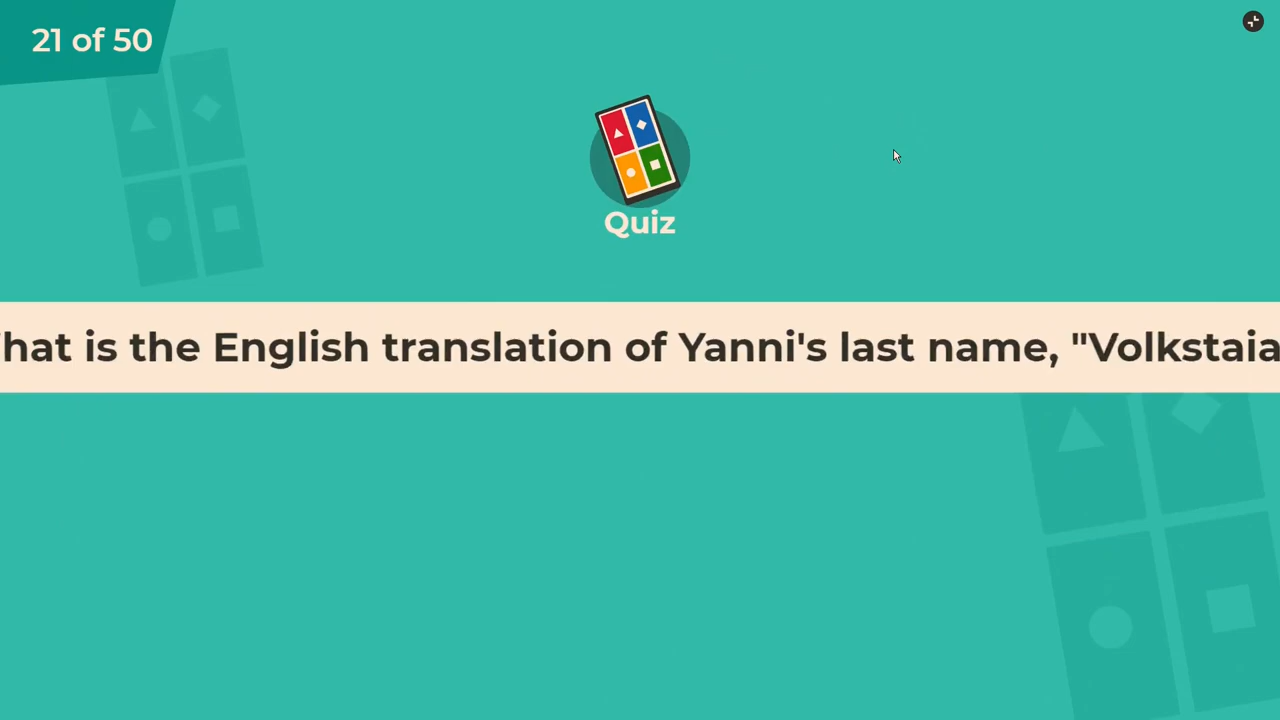 21 of 50
Quiz
hat is the English translation of Yanni's last name, "Volkstaia